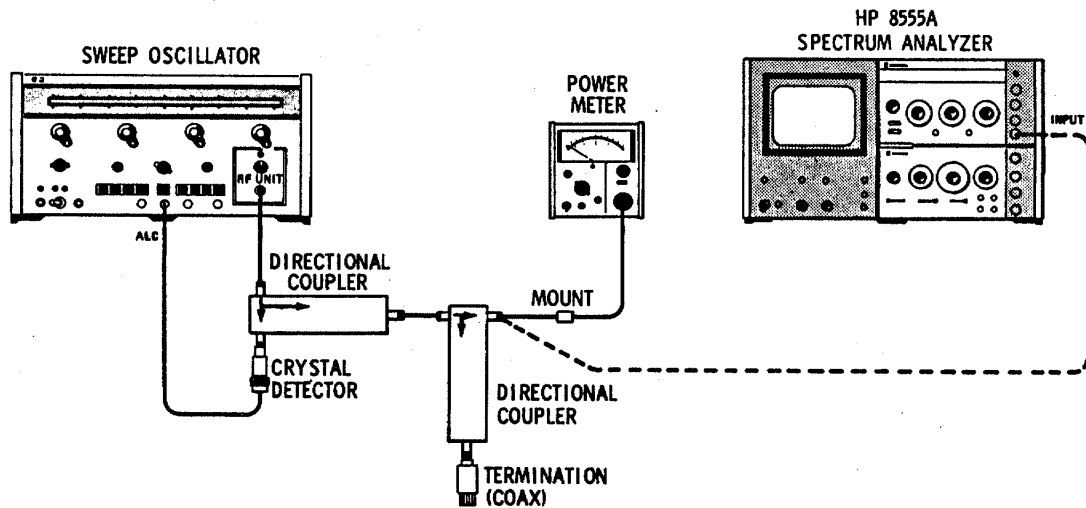 HP 8555A
SPECTRUM ANALYZER
SWEEP OSCILLATOR
POWER
METER
INPUT
RF UNIT
ALC
DIRECTIONAL
COUPLER
MOUNT
CRYSTAL
DETECTOR
DIRECTIONAL
COUPLER
TERMINATION
(COAX)